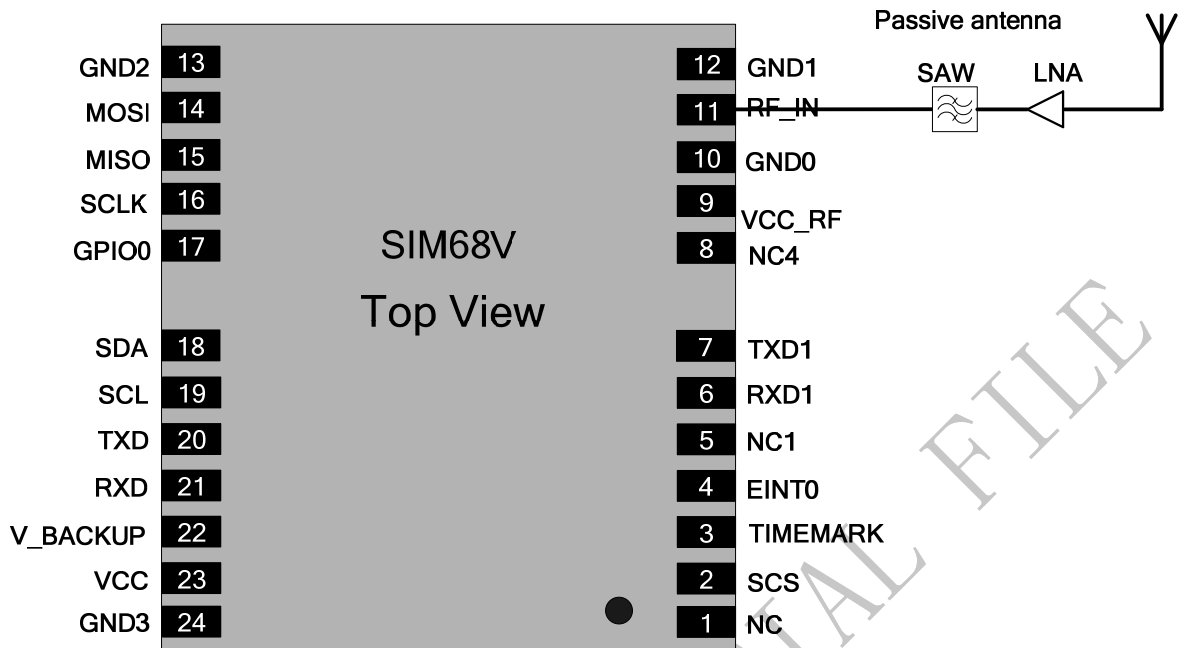 Passive antenna
SAW LNA
GND2 13
MOSI 14
MISO 15
SCLK 16
GPIO0 17
SDA 18
SCL 19
TXD 20
RXD 21
V_BACKUP 22
VCC 23
GND3 24
SIM68V
Top View
12 GND1
11 RF_IN
10 GND0
9 VCC_RF
8 NC4
7 TXD1
6 RXD1
5 NC1
4 EINT0
3 TIMEMARK
2 SCS
1 NC
FILE